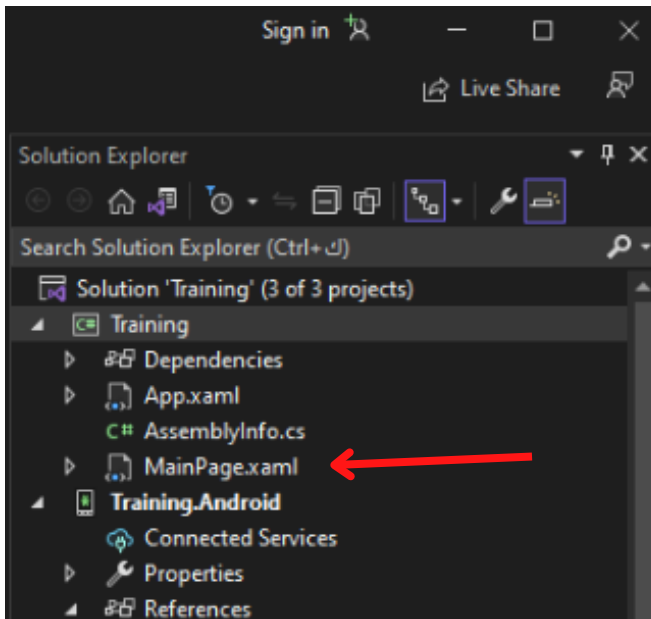 Sign in
Live Share
Solution Explorer
Search Solution Explorer (Ctrl+ك)
Solution 'Training' (3 of 3 projects)
C# Training
Dependencies
App.xaml
C# AssemblyInfo.cs
MainPage.xaml
Training.Android
Connected Services
Properties
References